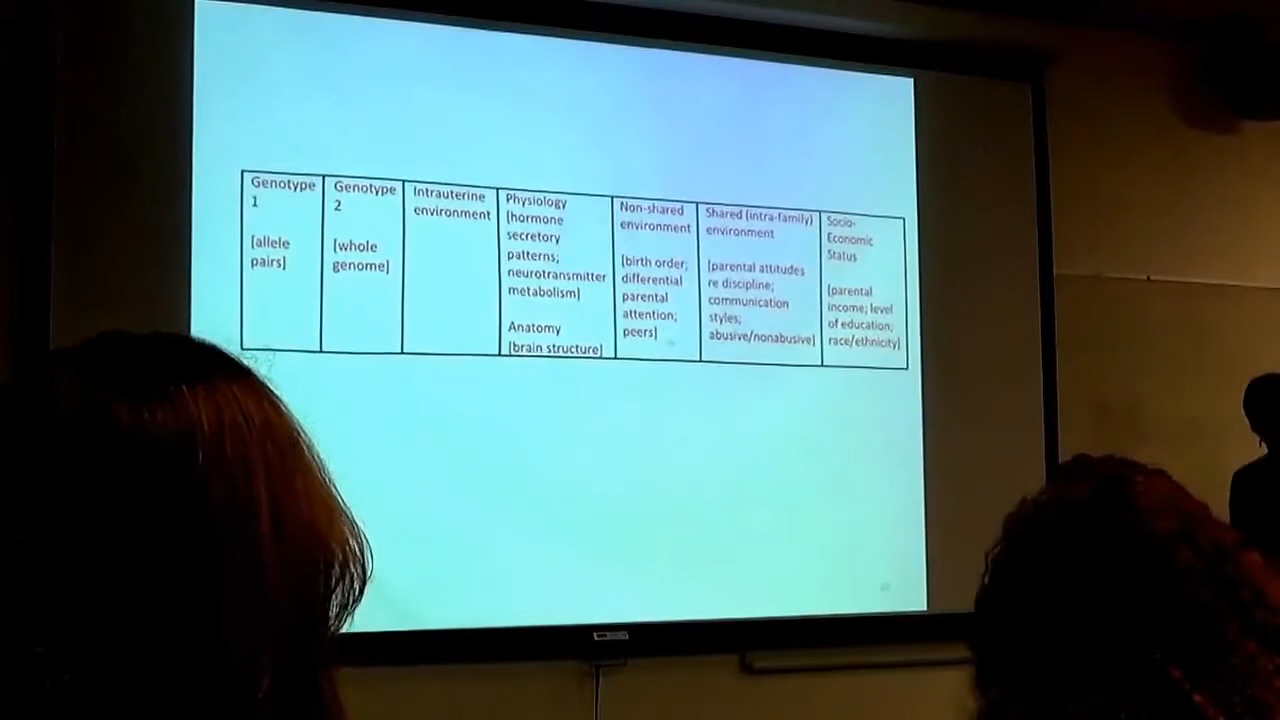 Genotype
1
[allele
pairs]
Genotype
2
[whole
genome]
Intrauterine
environment
Physiology
[hormone
secretory
patterns;
neurotransmitter
metabolism]
Anatomy
[brain structure]
Non-shared
environment
[birth order;
differential
parental
attention;
peers]
Shared (intra-family)
environment
[parental attitudes
re discipline;
communication
styles;
abusive/nonabusive]
Socio-
Economic
Status
[parental
income; level
of education;
race/ethnicity]